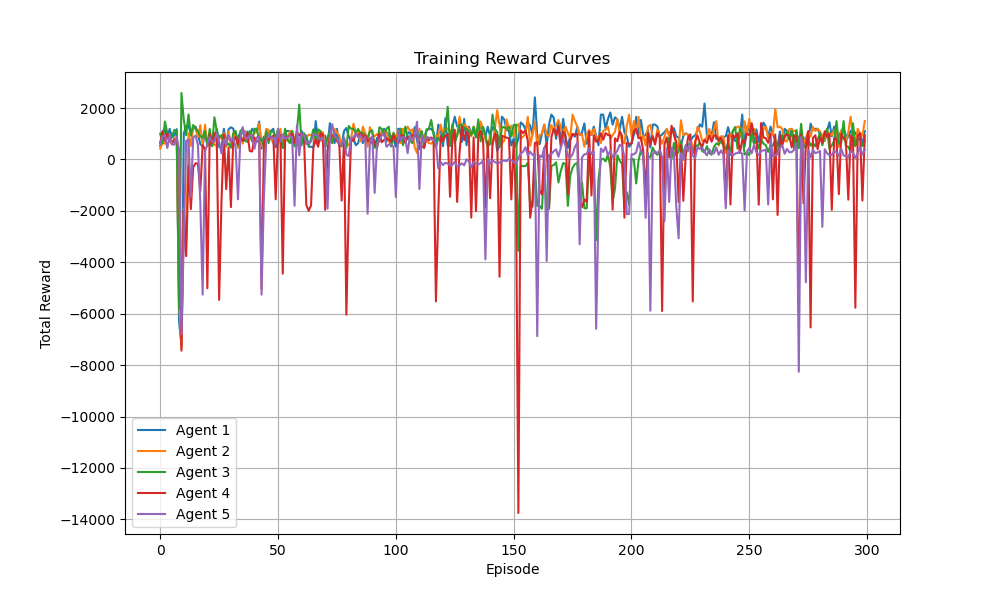 Training Reward Curves
Total Reward
2000
0
−2000
−4000
−6000
−8000
−10000
−12000
−14000
Agent 1
Agent 2
Agent 3
Agent 4
Agent 5
0 50 100 150 200 250 300
Episode